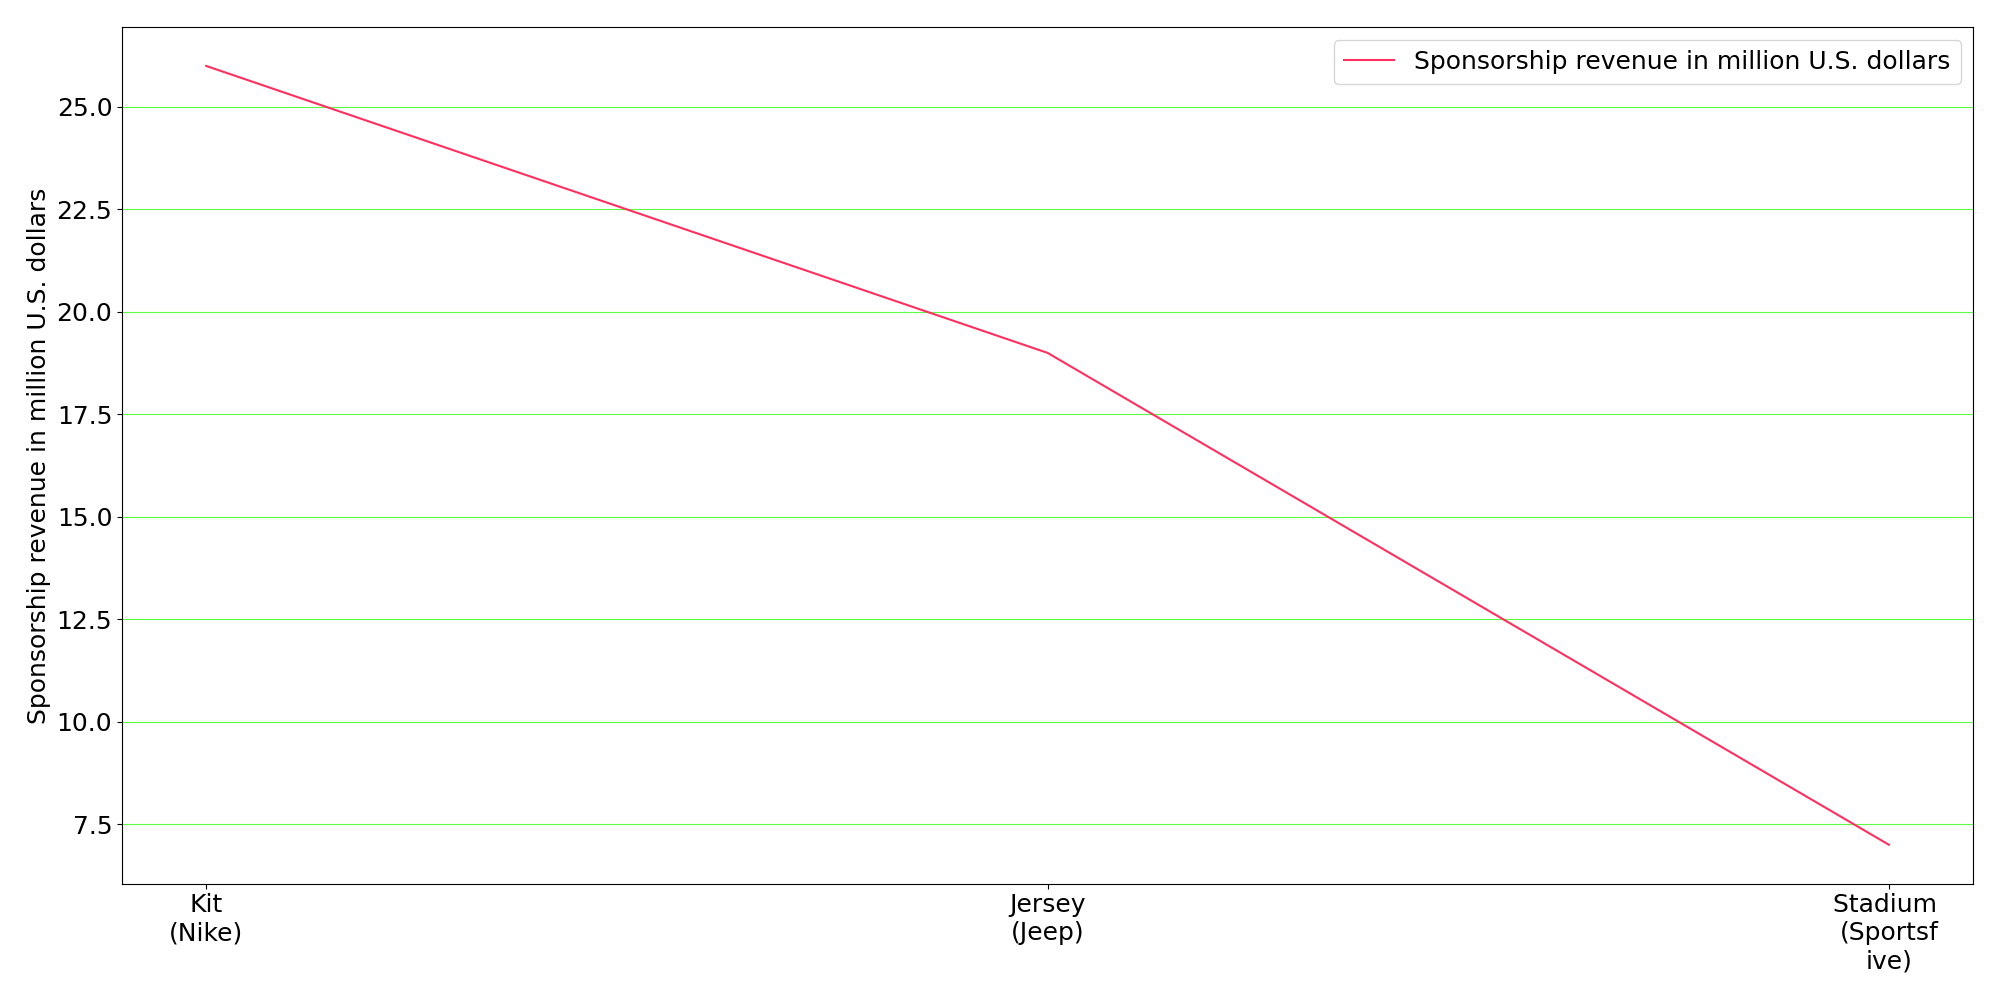 Sponsorship revenue in million U.S. dollars
Sponsorship revenue in million U.S. dollars
25.0
22.5
20.0
17.5
15.0
12.5
10.0
7.5
Kit
(Nike)
Jersey
(Jeep)
Stadium
(Sportsf
ive)